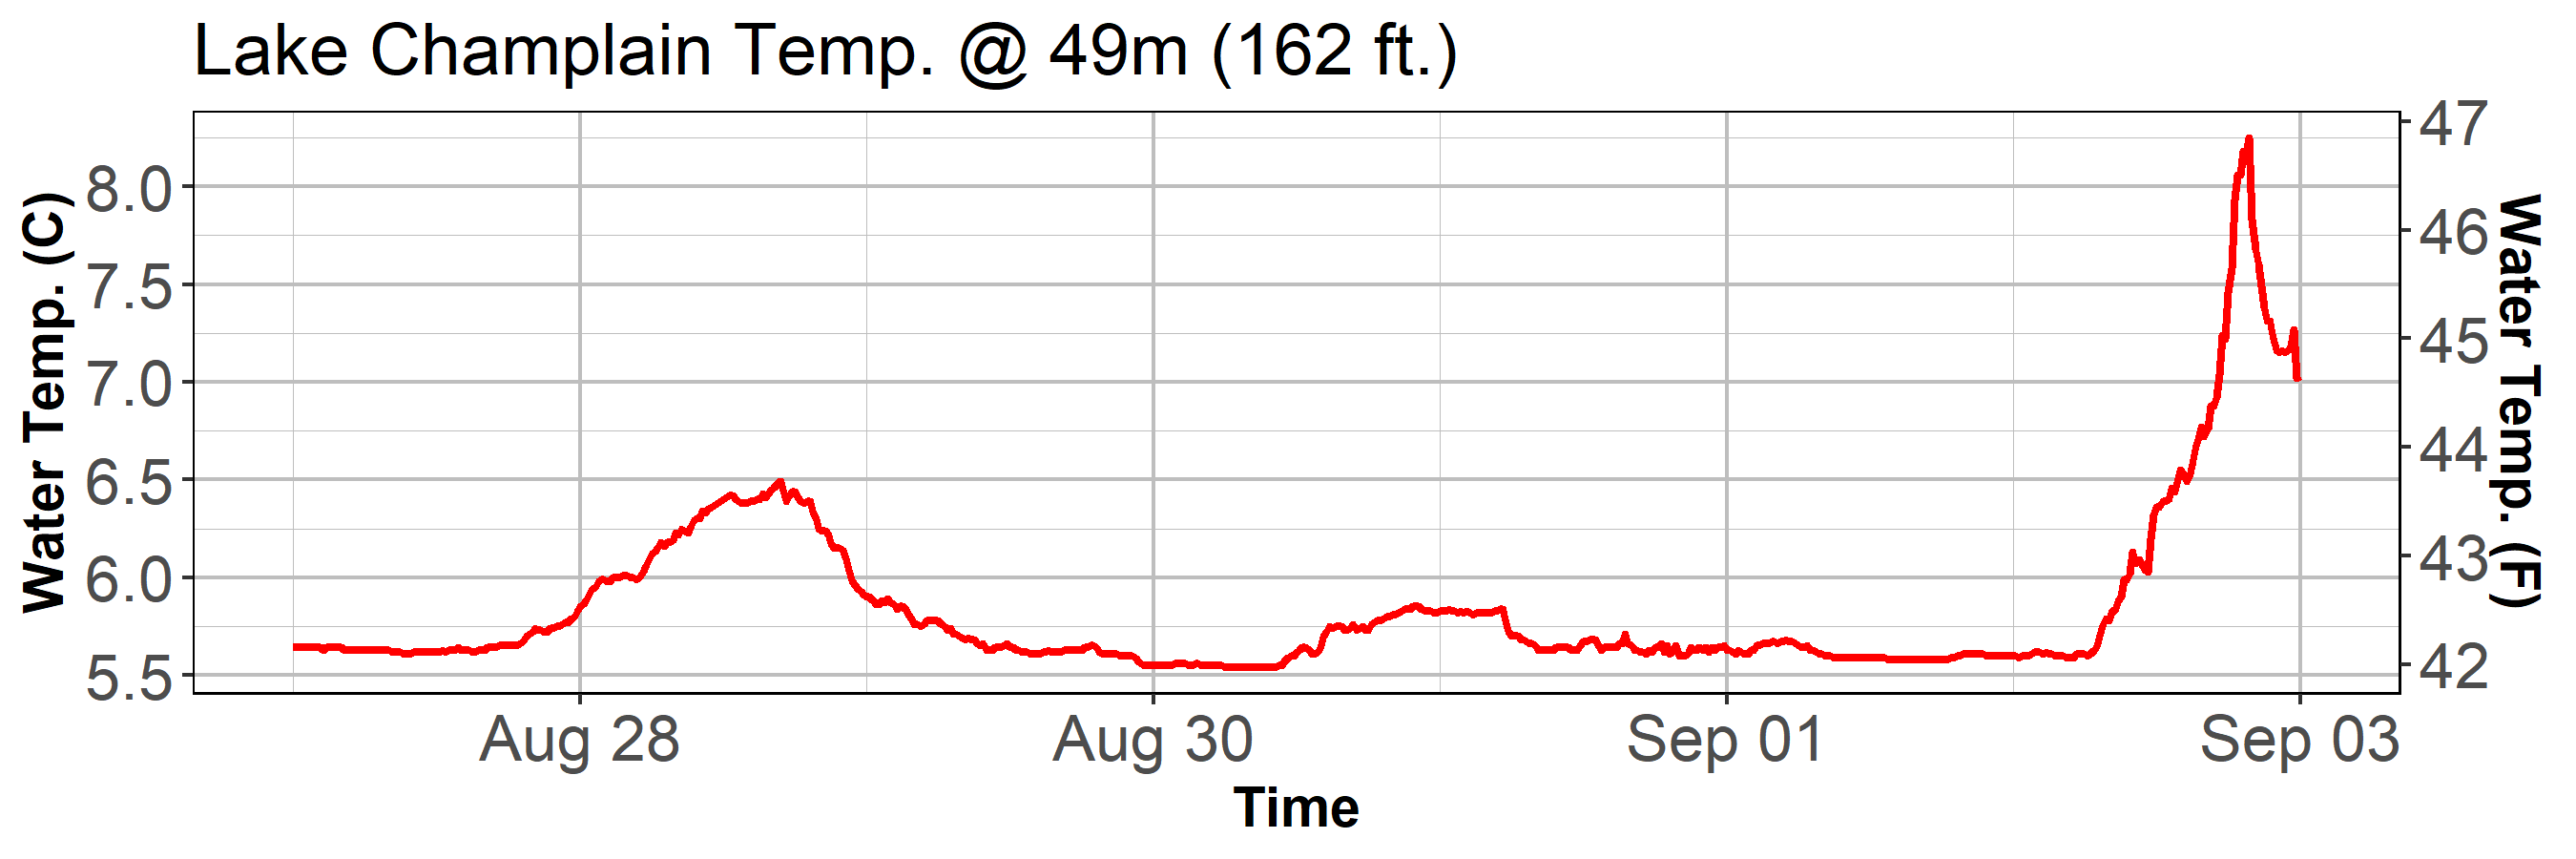 Lake Champlain Temp. @ 49m (162 ft.)
Water Temp. (C)
8.0
7.5
7.0
6.5
6.0
5.5
47
46
45
44
43
42
Water Temp. (F)
Aug 28
Aug 30
Sep 01
Sep 03
Time